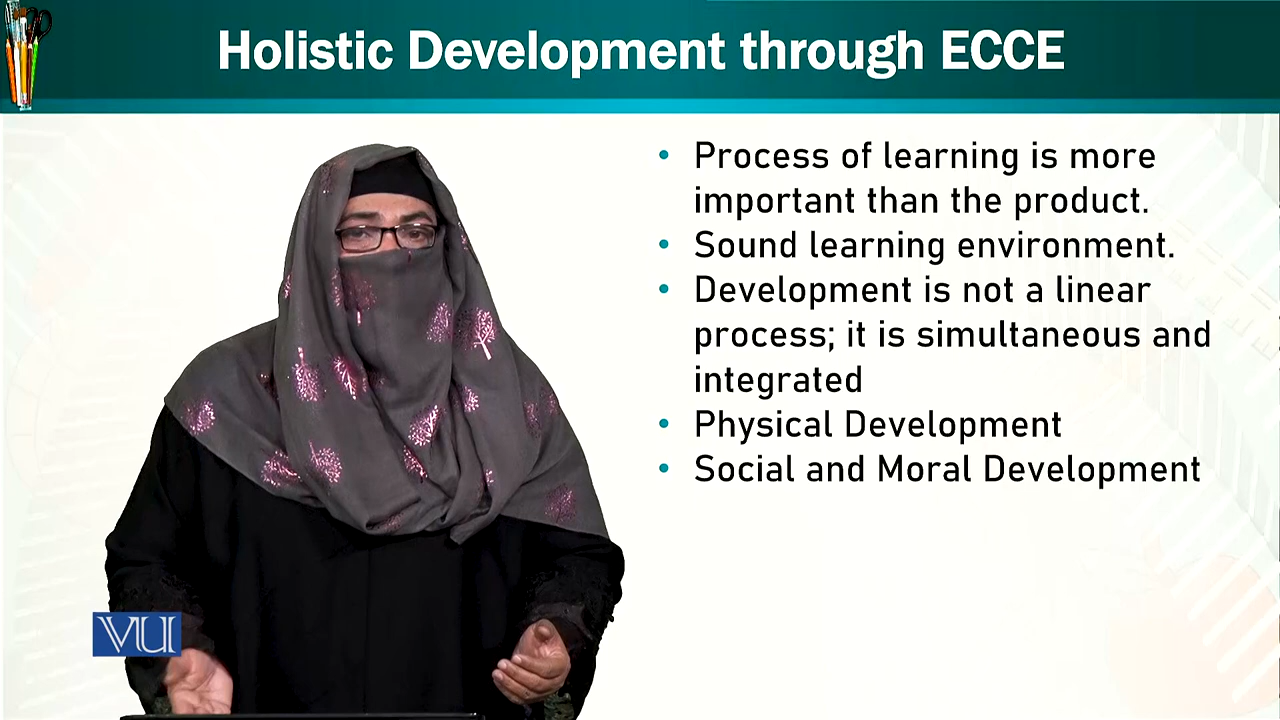 Holistic Development through ECCE
• Process of learning is more
important than the product.
• Sound learning environment.
• Development is not a linear
process; it is simultaneous and
integrated
• Physical Development
• Social and Moral Development
VU